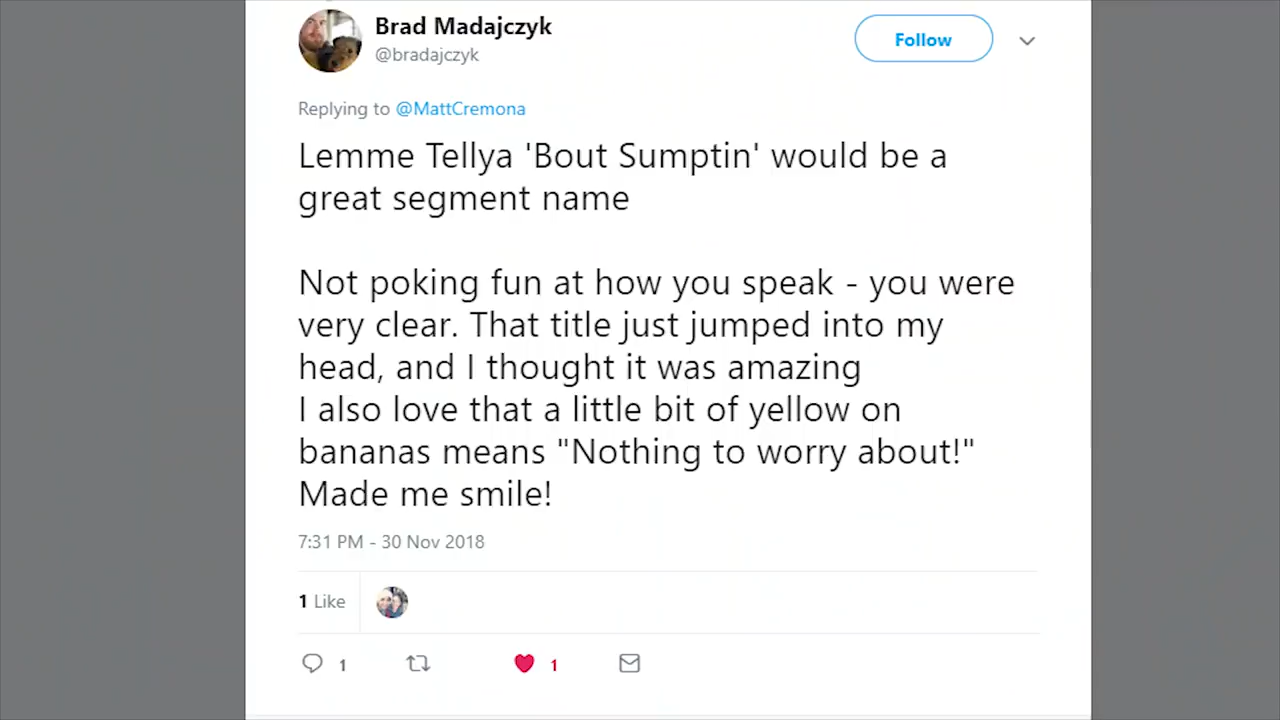 Brad Madajczyk
@bradajczyk
Follow
Replying to @MattCremona
Lemme Tellya 'Bout Sumptin' would be a
great segment name
Not poking fun at how you speak - you were
very clear. That title just jumped into my
head, and I thought it was amazing
I also love that a little bit of yellow on
bananas means "Nothing to worry about!"
Made me smile!
7:31 PM - 30 Nov 2018
1 Like
1
1